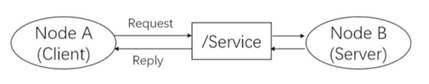 Node A
(Client)
Request
Reply
/Service
Node B
(Server)